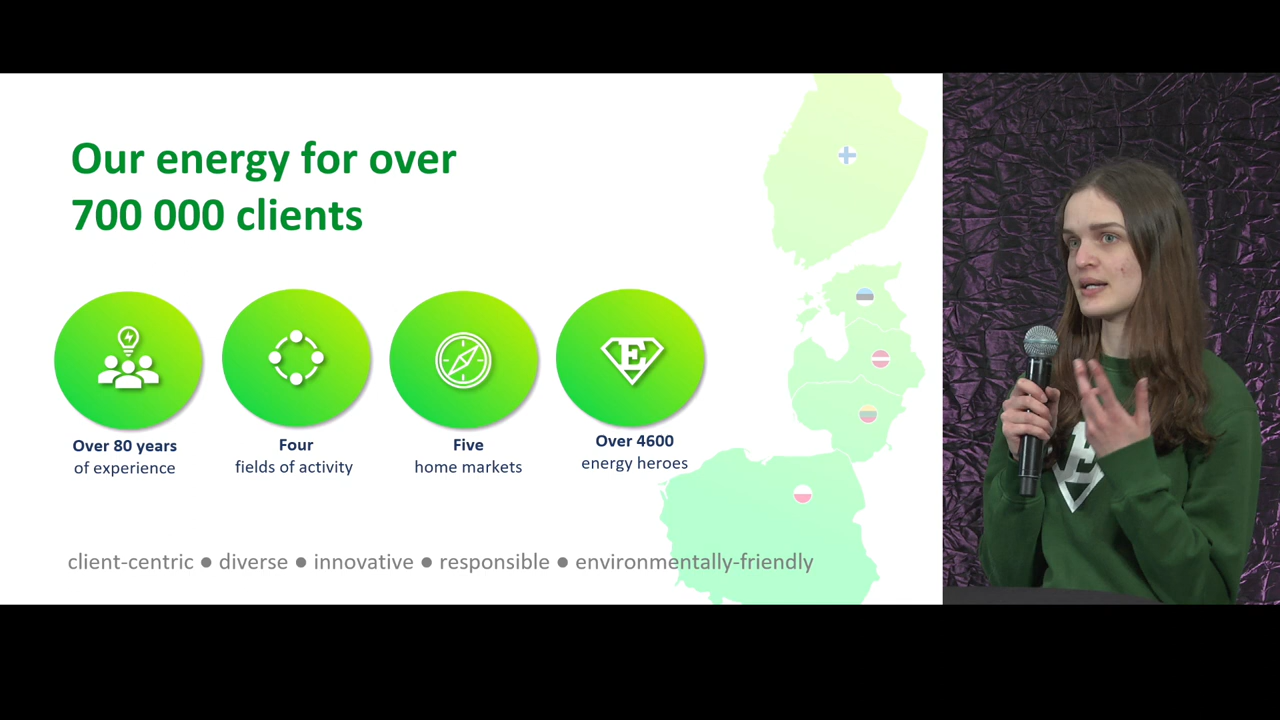 Our energy for over
700 000 clients
E
Over 80 years
of experience
Four
fields of activity
Five
home markets
Over 4600
energy heroes
client-centric ● diverse ● innovative ● responsible ● environmentally-friendly
E